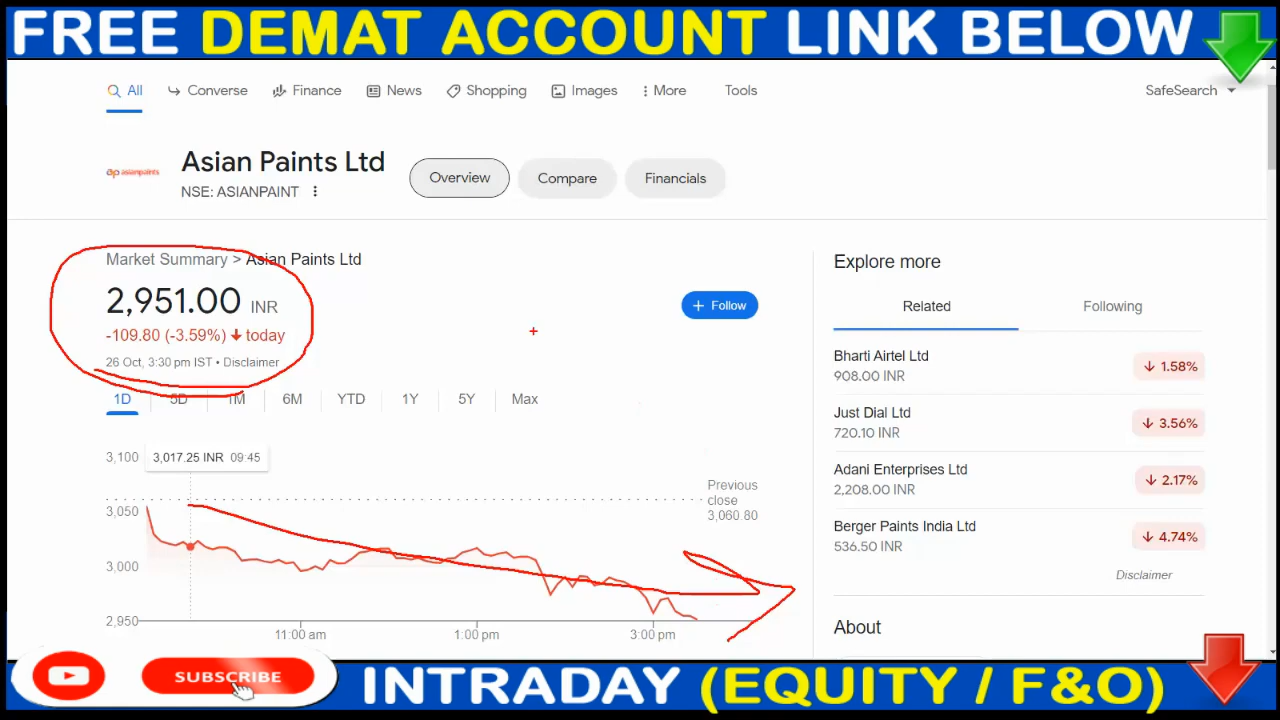 FREE DEMAT ACCOUNT LINK BELOW
All Converse Finance News Shopping Images More Tools SafeSearch
asianpaints
Asian Paints Ltd
NSE: ASIANPAINT
Overview Compare Financials
Market Summary > Asian Paints Ltd
2,951.00 INR
-109.80 (-3.59%) ↓ today
26 Oct, 3:30 pm IST • Disclaimer
+ Follow
1D 5D 1M 6M YTD 1Y 5Y Max
3,100
3,017.25 INR 09:45
3,050
3,000
2,950
Previous
close
3,060.80
11:00 am 1:00 pm 3:00 pm
Explore more
Related Following
Bharti Airtel Ltd
908.00 INR
↓ 1.58%
Just Dial Ltd
720.10 INR
↓ 3.56%
Adani Enterprises Ltd
2,208.00 INR
↓ 2.17%
Berger Paints India Ltd
536.50 INR
↓ 4.74%
Disclaimer
About
SUBSCRIBE
INTRADAY (EQUITY / F&O)